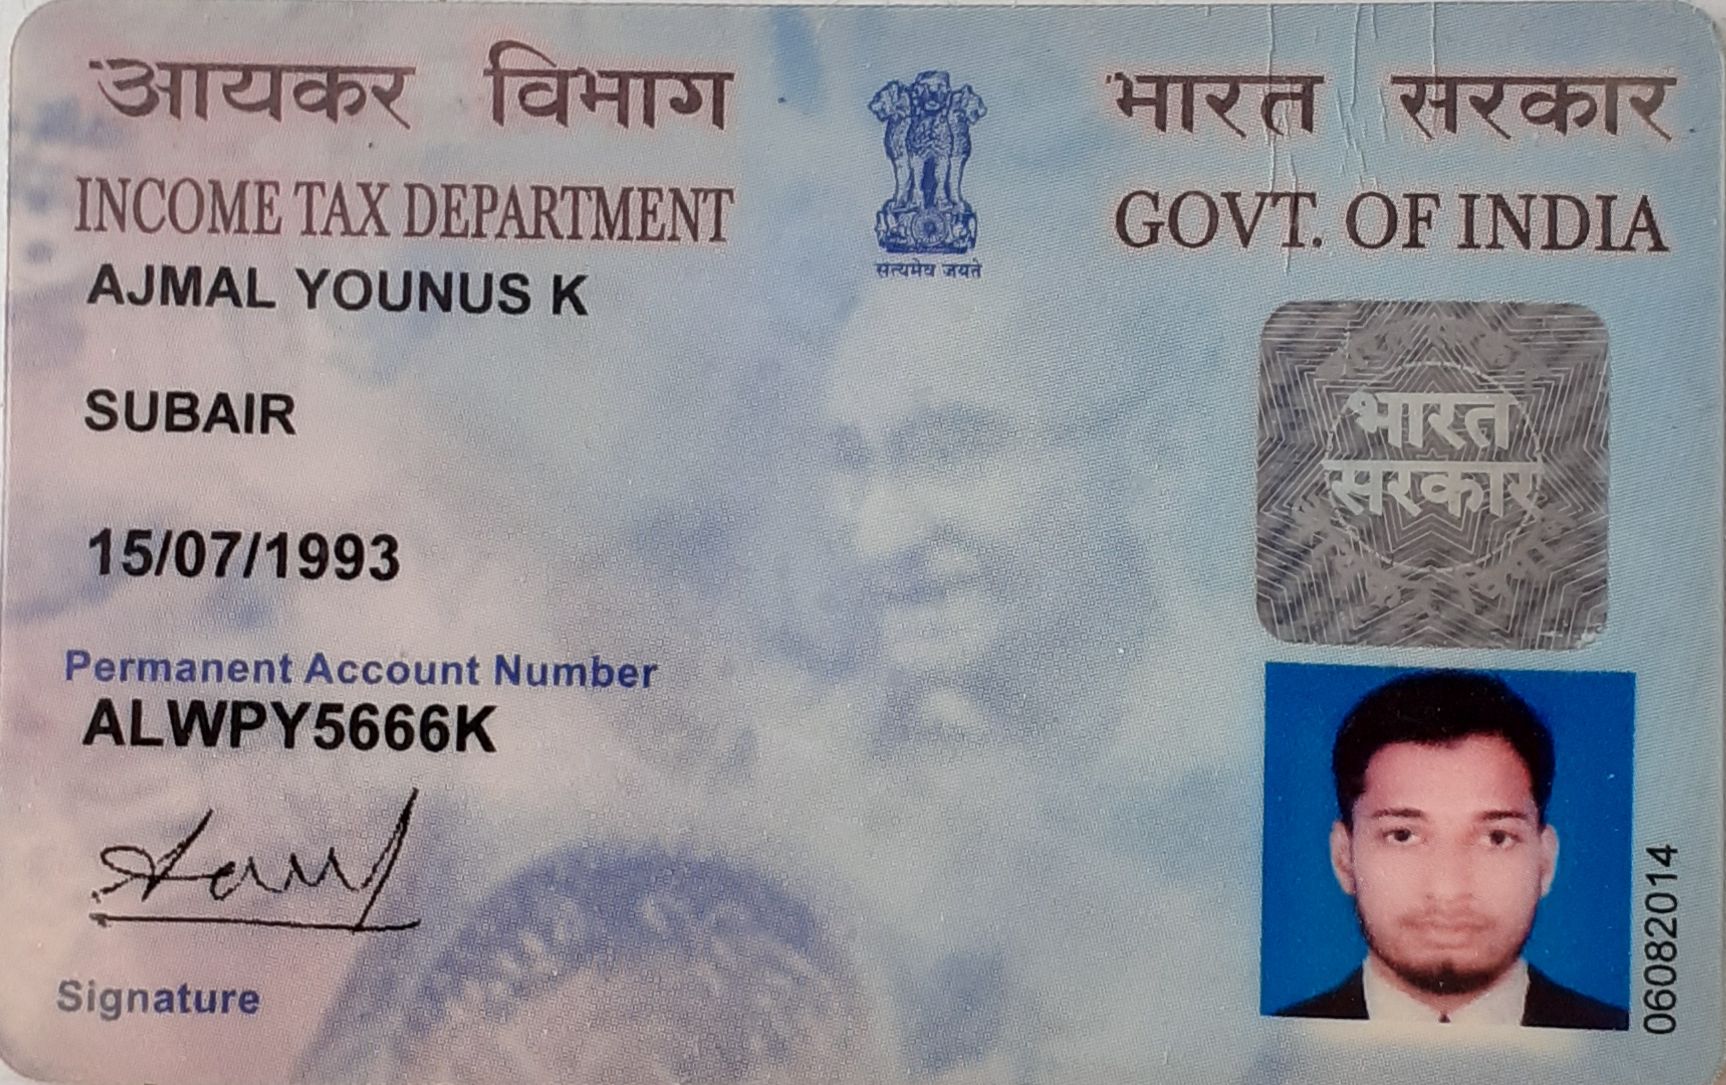 आयकर विभाग
INCOME TAX DEPARTMENT
भारत सरकार
GOVT. OF INDIA
सत्यमेव जयते
AJMAL YOUNUS K
SUBAIR
15/07/1993
Permanent Account Number
ALWPY5666K
Signature
भारत
सरकार
06082014